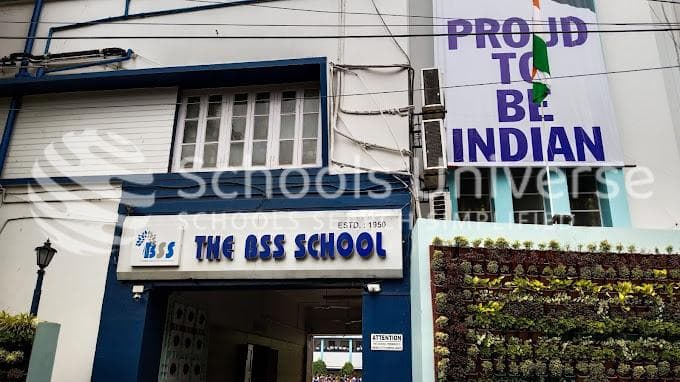 PROUD
TO
BE
INDIAN
Schools Universe
SCHOOLS SEARCH SIMPLIFIED
ESTD. : 1950
BSS
THE BSS SCHOOL
ATTENTION